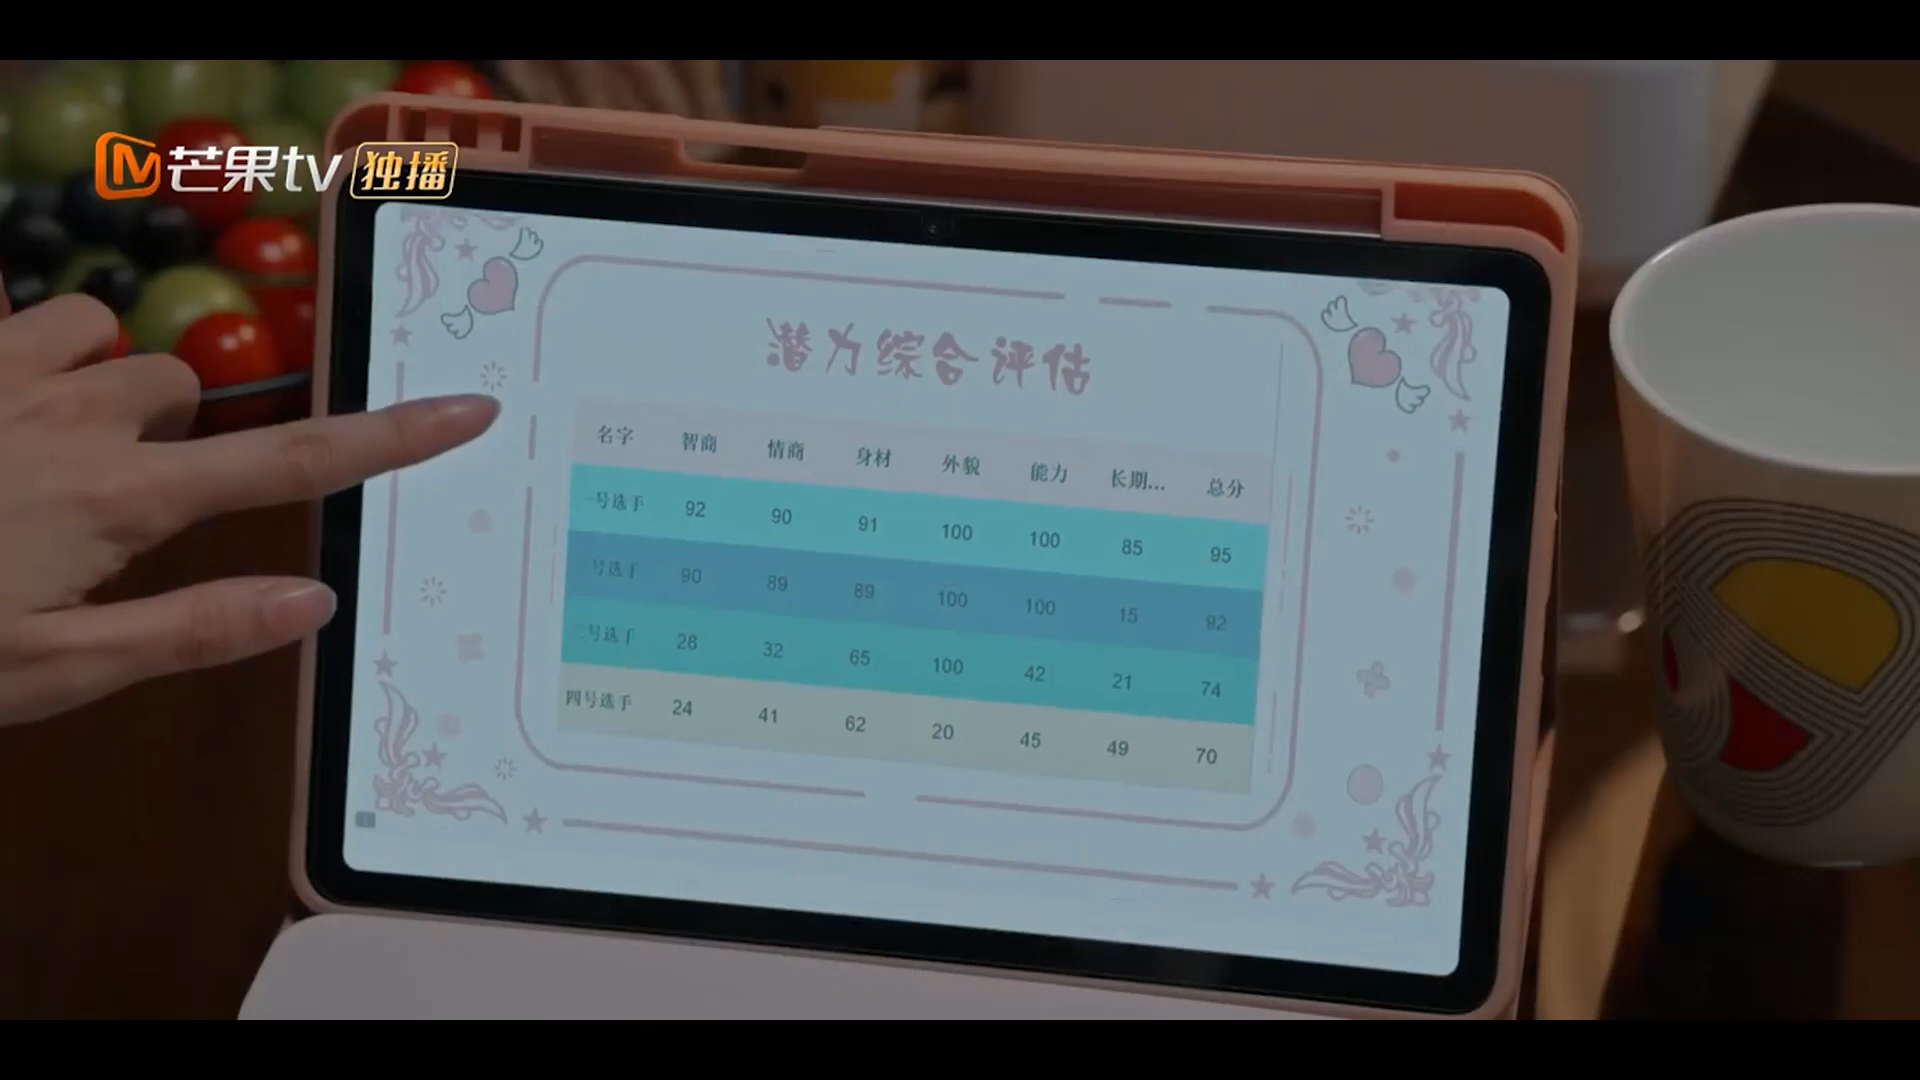 芒果tv 独播
潜力综合评估
名字 智商 情商 身材 外貌 能力 长期... 总分
一号选手 92 90 91 100 100 85 95
号选手 90 89 89 100 100 15 92
三号选手 28 32 65 100 42 21 74
四号选手 24 41 62 20 45 49 70